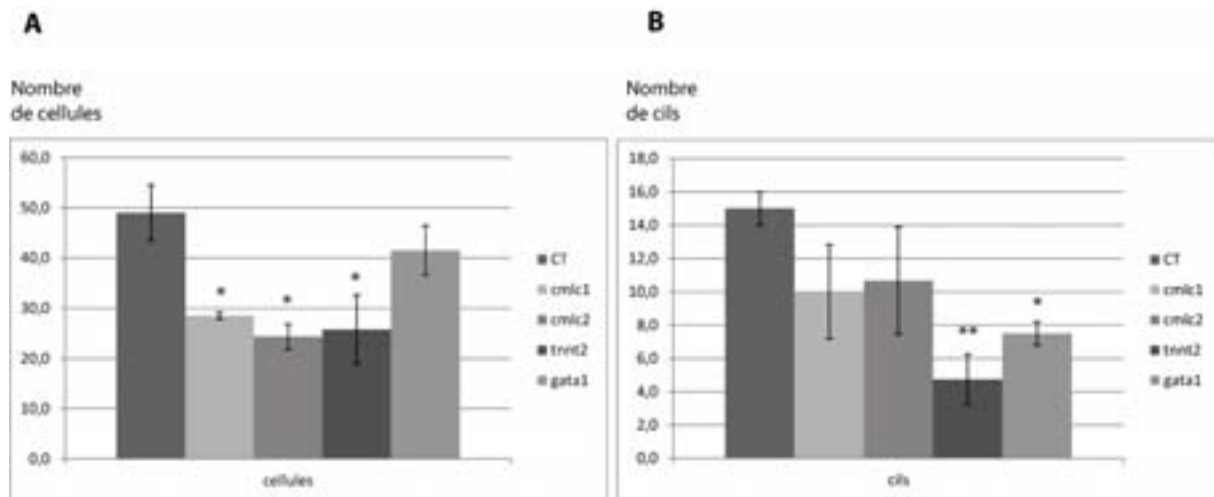 A
Nombre
de cellules
60,0
50,0
40,0
30,0
20,0
10,0
0,0
*
*
*
cellules
CT
cmlc1
cmlc2
tnnt2
gata1
B
Nombre
de cils
18,0
16,0
14,0
12,0
10,0
8,0
6,0
4,0
2,0
0,0
**
*
cils
CT
cmlc1
cmlc2
tnnt2
gata1